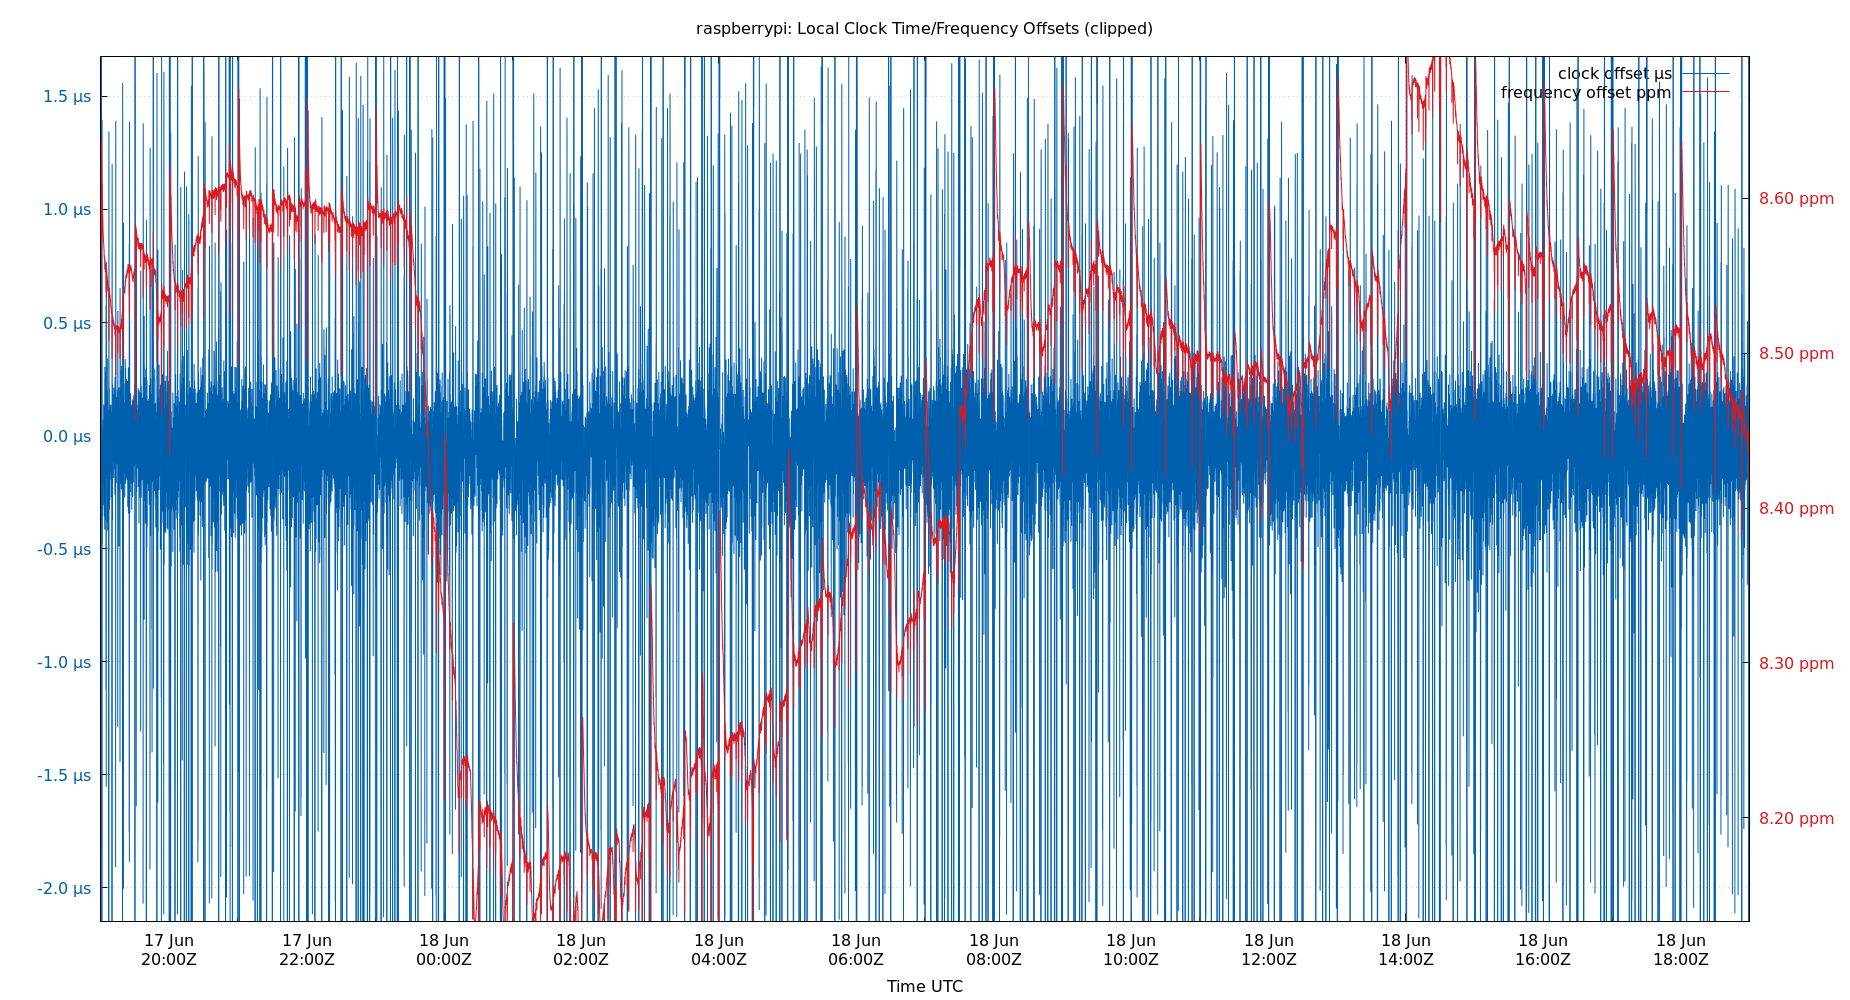 raspberrypi: Local Clock Time/Frequency Offsets (clipped)
clock offset µs
frequency offset ppm
1.5 µs
1.0 µs
0.5 µs
0.0 µs
-0.5 µs
-1.0 µs
-1.5 µs
-2.0 µs
8.60 ppm
8.50 ppm
8.40 ppm
8.30 ppm
8.20 ppm
17 Jun
20:00Z
17 Jun
22:00Z
18 Jun
00:00Z
18 Jun
02:00Z
18 Jun
04:00Z
18 Jun
06:00Z
18 Jun
08:00Z
18 Jun
10:00Z
18 Jun
12:00Z
18 Jun
14:00Z
18 Jun
16:00Z
18 Jun
18:00Z
Time UTC